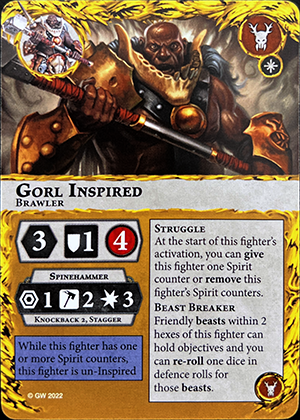 Gorl Inspired
Brawler
3 1 4
Spinehammer
1 2 3
Knockback 2, Stagger
While this fighter has one
or more Spirit counters,
this fighter is un-Inspired
© GW 2022
Struggle
At the start of this fighter's
activation, you can give
this fighter one Spirit
counter or remove this
fighter's Spirit counters.
Beast Breaker
Friendly beasts within 2
hexes of this fighter can
hold objectives and you
can re-roll one dice in
defence rolls for
those beasts.